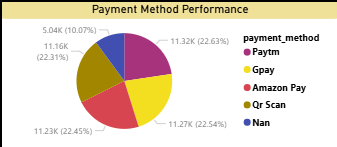 Payment Method Performance
5.04K (10.07%)
11.16K
(22.31%)
11.32K (22.63%)
11.23K (22.45%)
11.27K (22.54%)
payment_method
Paytm
Gpay
Amazon Pay
Qr Scan
Nan